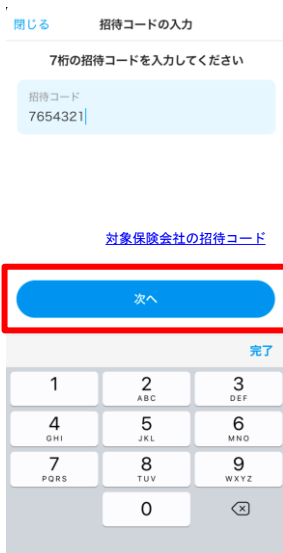 閉じる 招待コードの入力
7桁の招待コードを入力してください
招待コード
7654321
対象保険会社の招待コード
次へ
完了
1 2 3
ABC DEF
4 5 6
GHI JKL MNO
7 8 9
PQRS TUV WXYZ
0